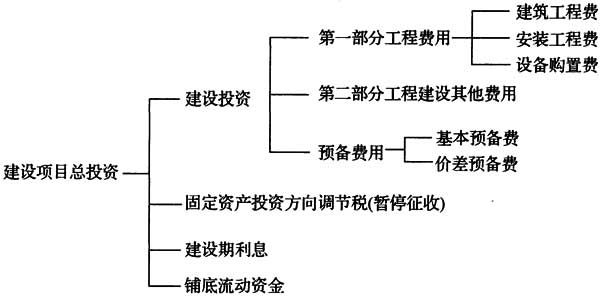 建设项目总投资
建设投资
第一部分工程费用
建筑工程费
安装工程费
设备购置费
第二部分工程建设其他费用
预备费用
基本预备费
价差预备费
固定资产投资方向调节税(暂停征收)
建设期利息
铺底流动资金